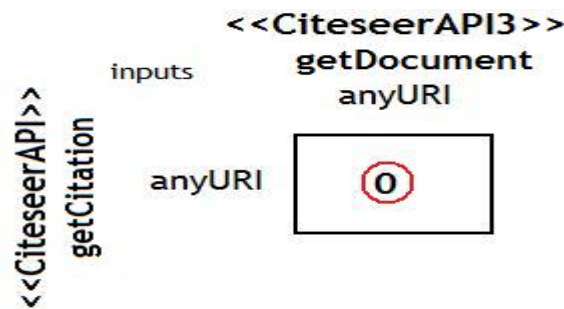 <<CiteseerAPI3>>
getDocument
inputs
anyURI
<<CiteseerAPI>>
getCitation
anyURI
0